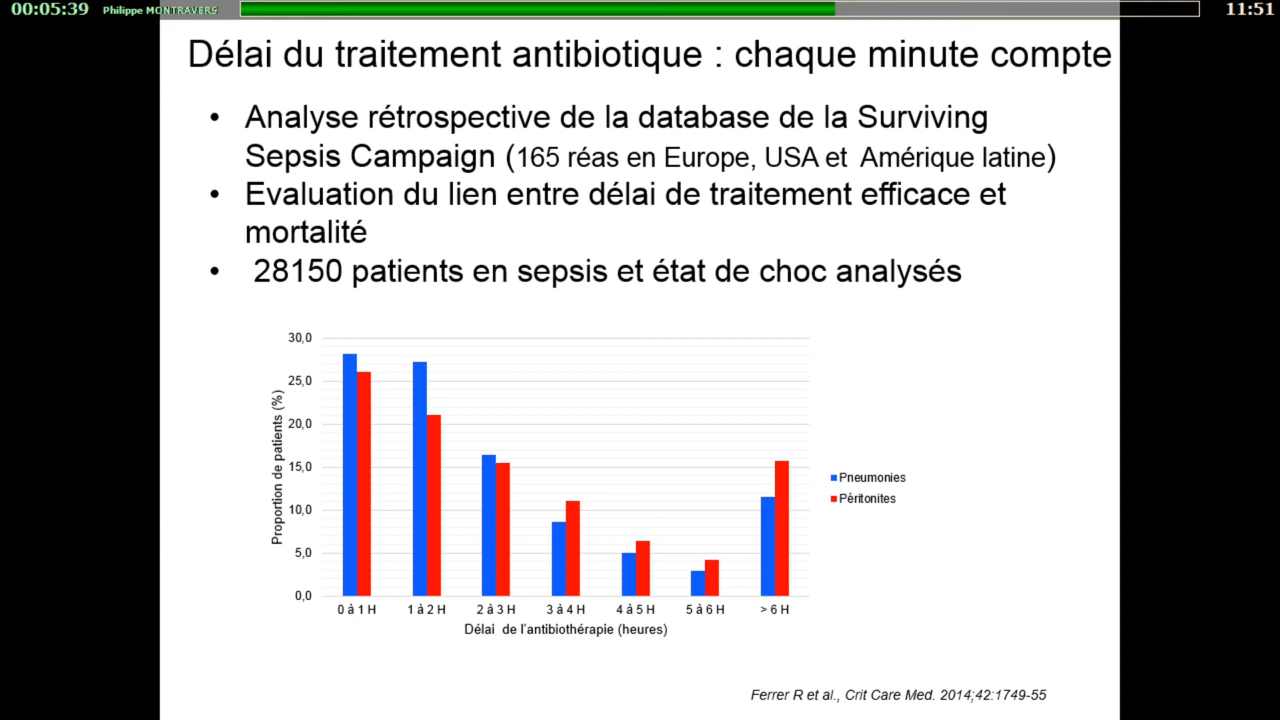 00:05:39 Philippe MONTRAVERS 11:51
Délai du traitement antibiotique : chaque minute compte
• Analyse rétrospective de la database de la Surviving
Sepsis Campaign (165 réas en Europe, USA et Amérique latine)
• Evaluation du lien entre délai de traitement efficace et
mortalité
• 28150 patients en sepsis et état de choc analysés
30,0
25,0
20,0
15,0
10,0
5,0
0,0
Proportion de patients (%)
0 à 1 H 1 à 2 H 2 à 3 H 3 à 4 H 4 à 5 H 5 à 6 H > 6 H
Délai de l'antibiothérapie (heures)
Pneumonies
Péritonites
Ferrer R et al., Crit Care Med. 2014;42:1749-55